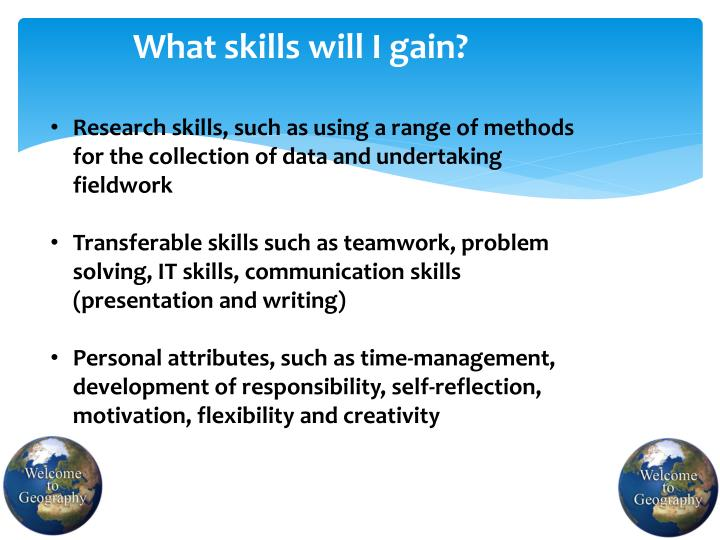 What skills will I gain?
• Research skills, such as using a range of methods
for the collection of data and undertaking
fieldwork
• Transferable skills such as teamwork, problem
solving, IT skills, communication skills
(presentation and writing)
• Personal attributes, such as time-management,
development of responsibility, self-reflection,
motivation, flexibility and creativity
Welcome
to
Geography
Welcome
to
Geography